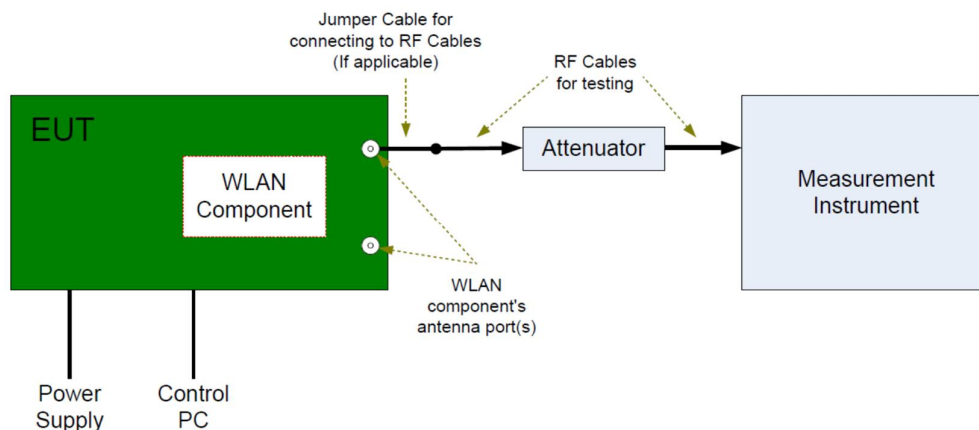 Jumper Cable for
connecting to RF Cables
(If applicable)
RF Cables
for testing
EUT
WLAN
Component
Attenuator
Measurement
Instrument
WLAN
component's
antenna port(s)
Power
Supply
Control
PC